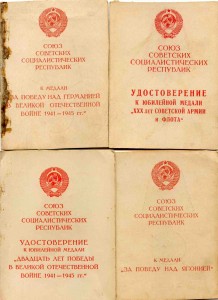 СОЮЗ
СОВЕТСКИХ
СОЦИАЛИСТИЧЕСКИХ
РЕСПУБЛИК
К МЕДАЛИ
„ЗА ПОБЕДУ НАД ГЕРМАНИЕЙ
В ВЕЛИКОЙ ОТЕЧЕСТВЕННОЙ
ВОЙНЕ 1941—1945 гг."
СОЮЗ
СОВЕТСКИХ
СОЦИАЛИСТИЧЕСКИХ
РЕСПУБЛИК
УДОСТОВЕРЕНИЕ
К ЮБИЛЕЙНОЙ МЕДАЛИ
„XXX ЛЕТ СОВЕТСКОЙ АРМИИ
И ФЛОТА"
СОЮЗ
СОВЕТСКИХ
СОЦИАЛИСТИЧЕСКИХ
РЕСПУБЛИК
УДОСТОВЕРЕНИЕ
К ЮБИЛЕЙНОЙ МЕДАЛИ
„ДВАДЦАТЬ ЛЕТ ПОБЕДЫ
В ВЕЛИКОЙ ОТЕЧЕСТВЕННОЙ
ВОЙНЕ 1941—1945 гг."
СОЮЗ
СОВЕТСКИХ
СОЦИАЛИСТИЧЕСКИХ
РЕСПУБЛИК
К МЕДАЛИ
„ЗА ПОБЕДУ НАД ЯПОНИЕЙ"